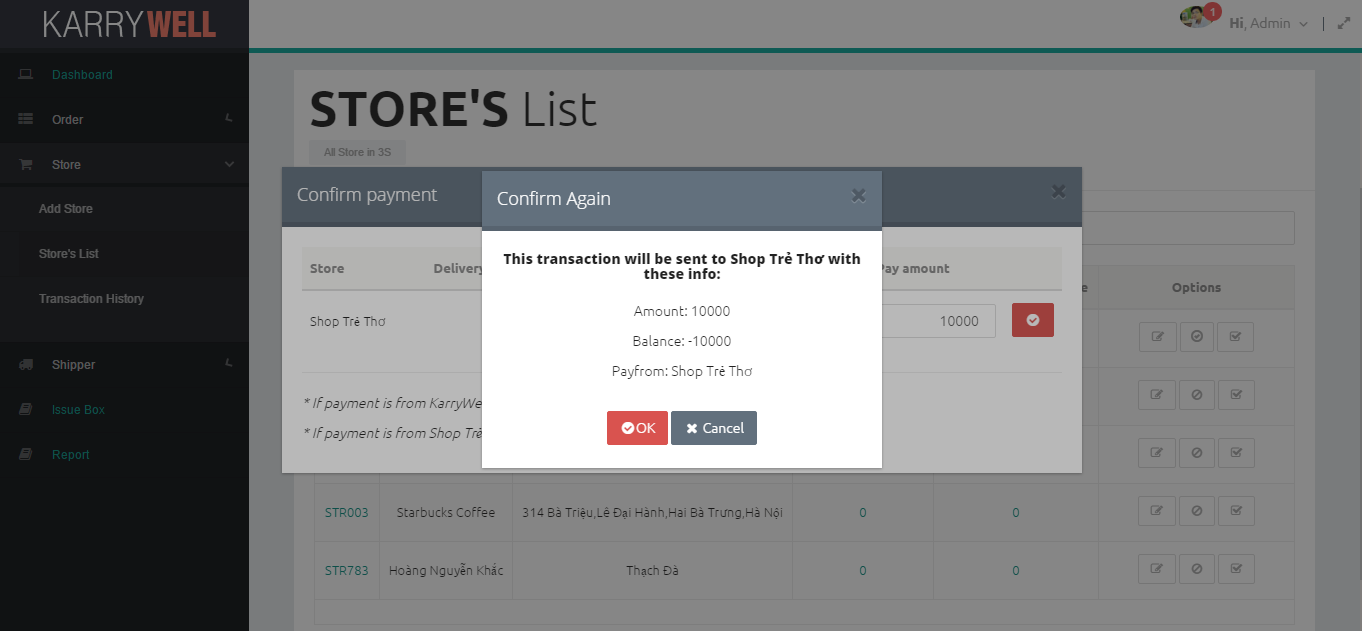 KARRYWELL
1
Hi, Admin
Dashboard
Order
Store
Add Store
Store's List
Transaction History
Shipper
Issue Box
Report
STORE'S List
All Store in 3S
Confirm payment
Store
Delivery
Pay amount
Shop Trẻ Thơ
10000
* If payment is from KarryWe
* If payment is from Shop Trẻ
Confirm Again
This transaction will be sent to Shop Trẻ Thơ with
these info:
Amount: 10000
Balance: -10000
Payfrom: Shop Trẻ Thơ
OK
Cancel
e
Options
STR003
Starbucks Coffee
314 Bà Triệu,Lê Đại Hành,Hai Bà Trưng,Hà Nội
0
0
STR783
Hoàng Nguyễn Khắc
Thạch Đà
0
0